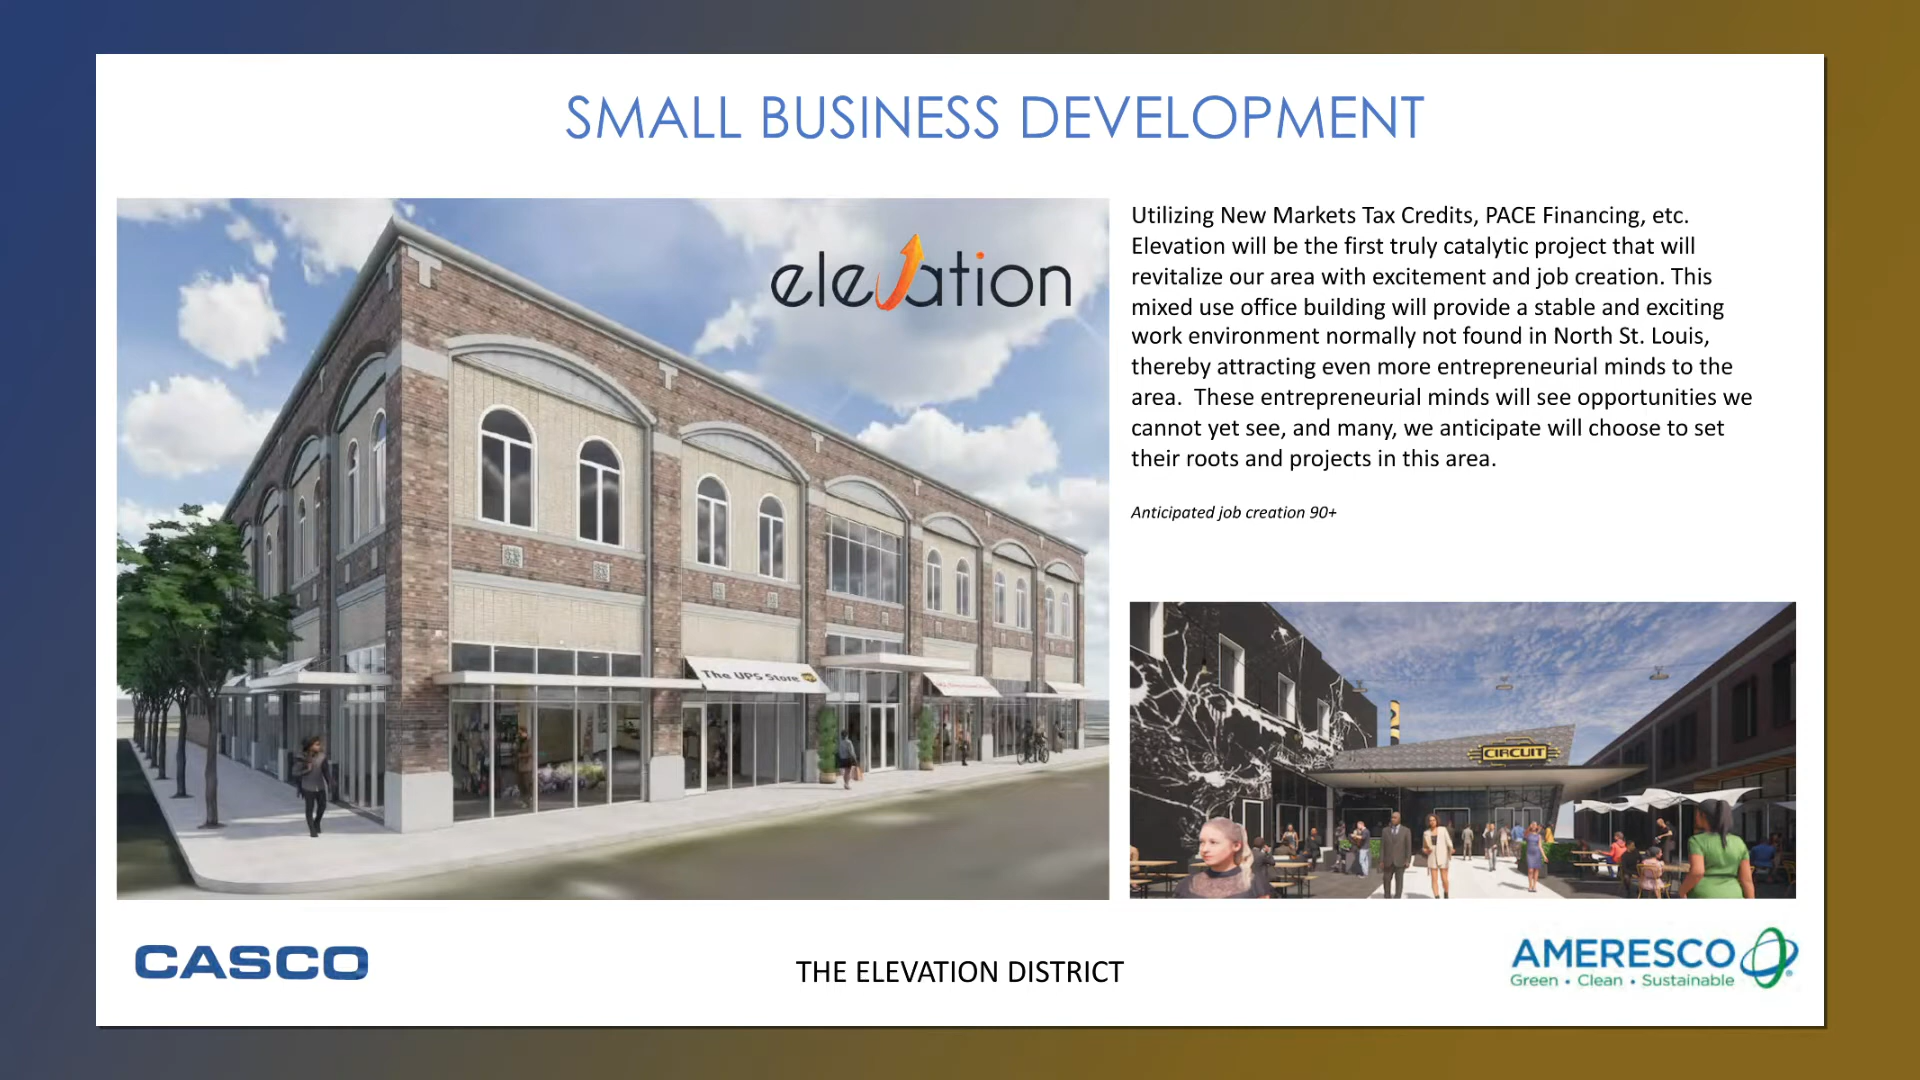 SMALL BUSINESS DEVELOPMENT
elevation
Utilizing New Markets Tax Credits, PACE Financing, etc.
Elevation will be the first truly catalytic project that will
revitalize our area with excitement and job creation. This
mixed use office building will provide a stable and exciting
work environment normally not found in North St. Louis,
thereby attracting even more entrepreneurial minds to the
area.  These entrepreneurial minds will see opportunities we
cannot yet see, and many, we anticipate will choose to set
their roots and projects in this area.
Anticipated job creation 90+
The UPS Store
CIRCUIT
CASCO
THE ELEVATION DISTRICT
AMERESCO
Green • Clean • Sustainable